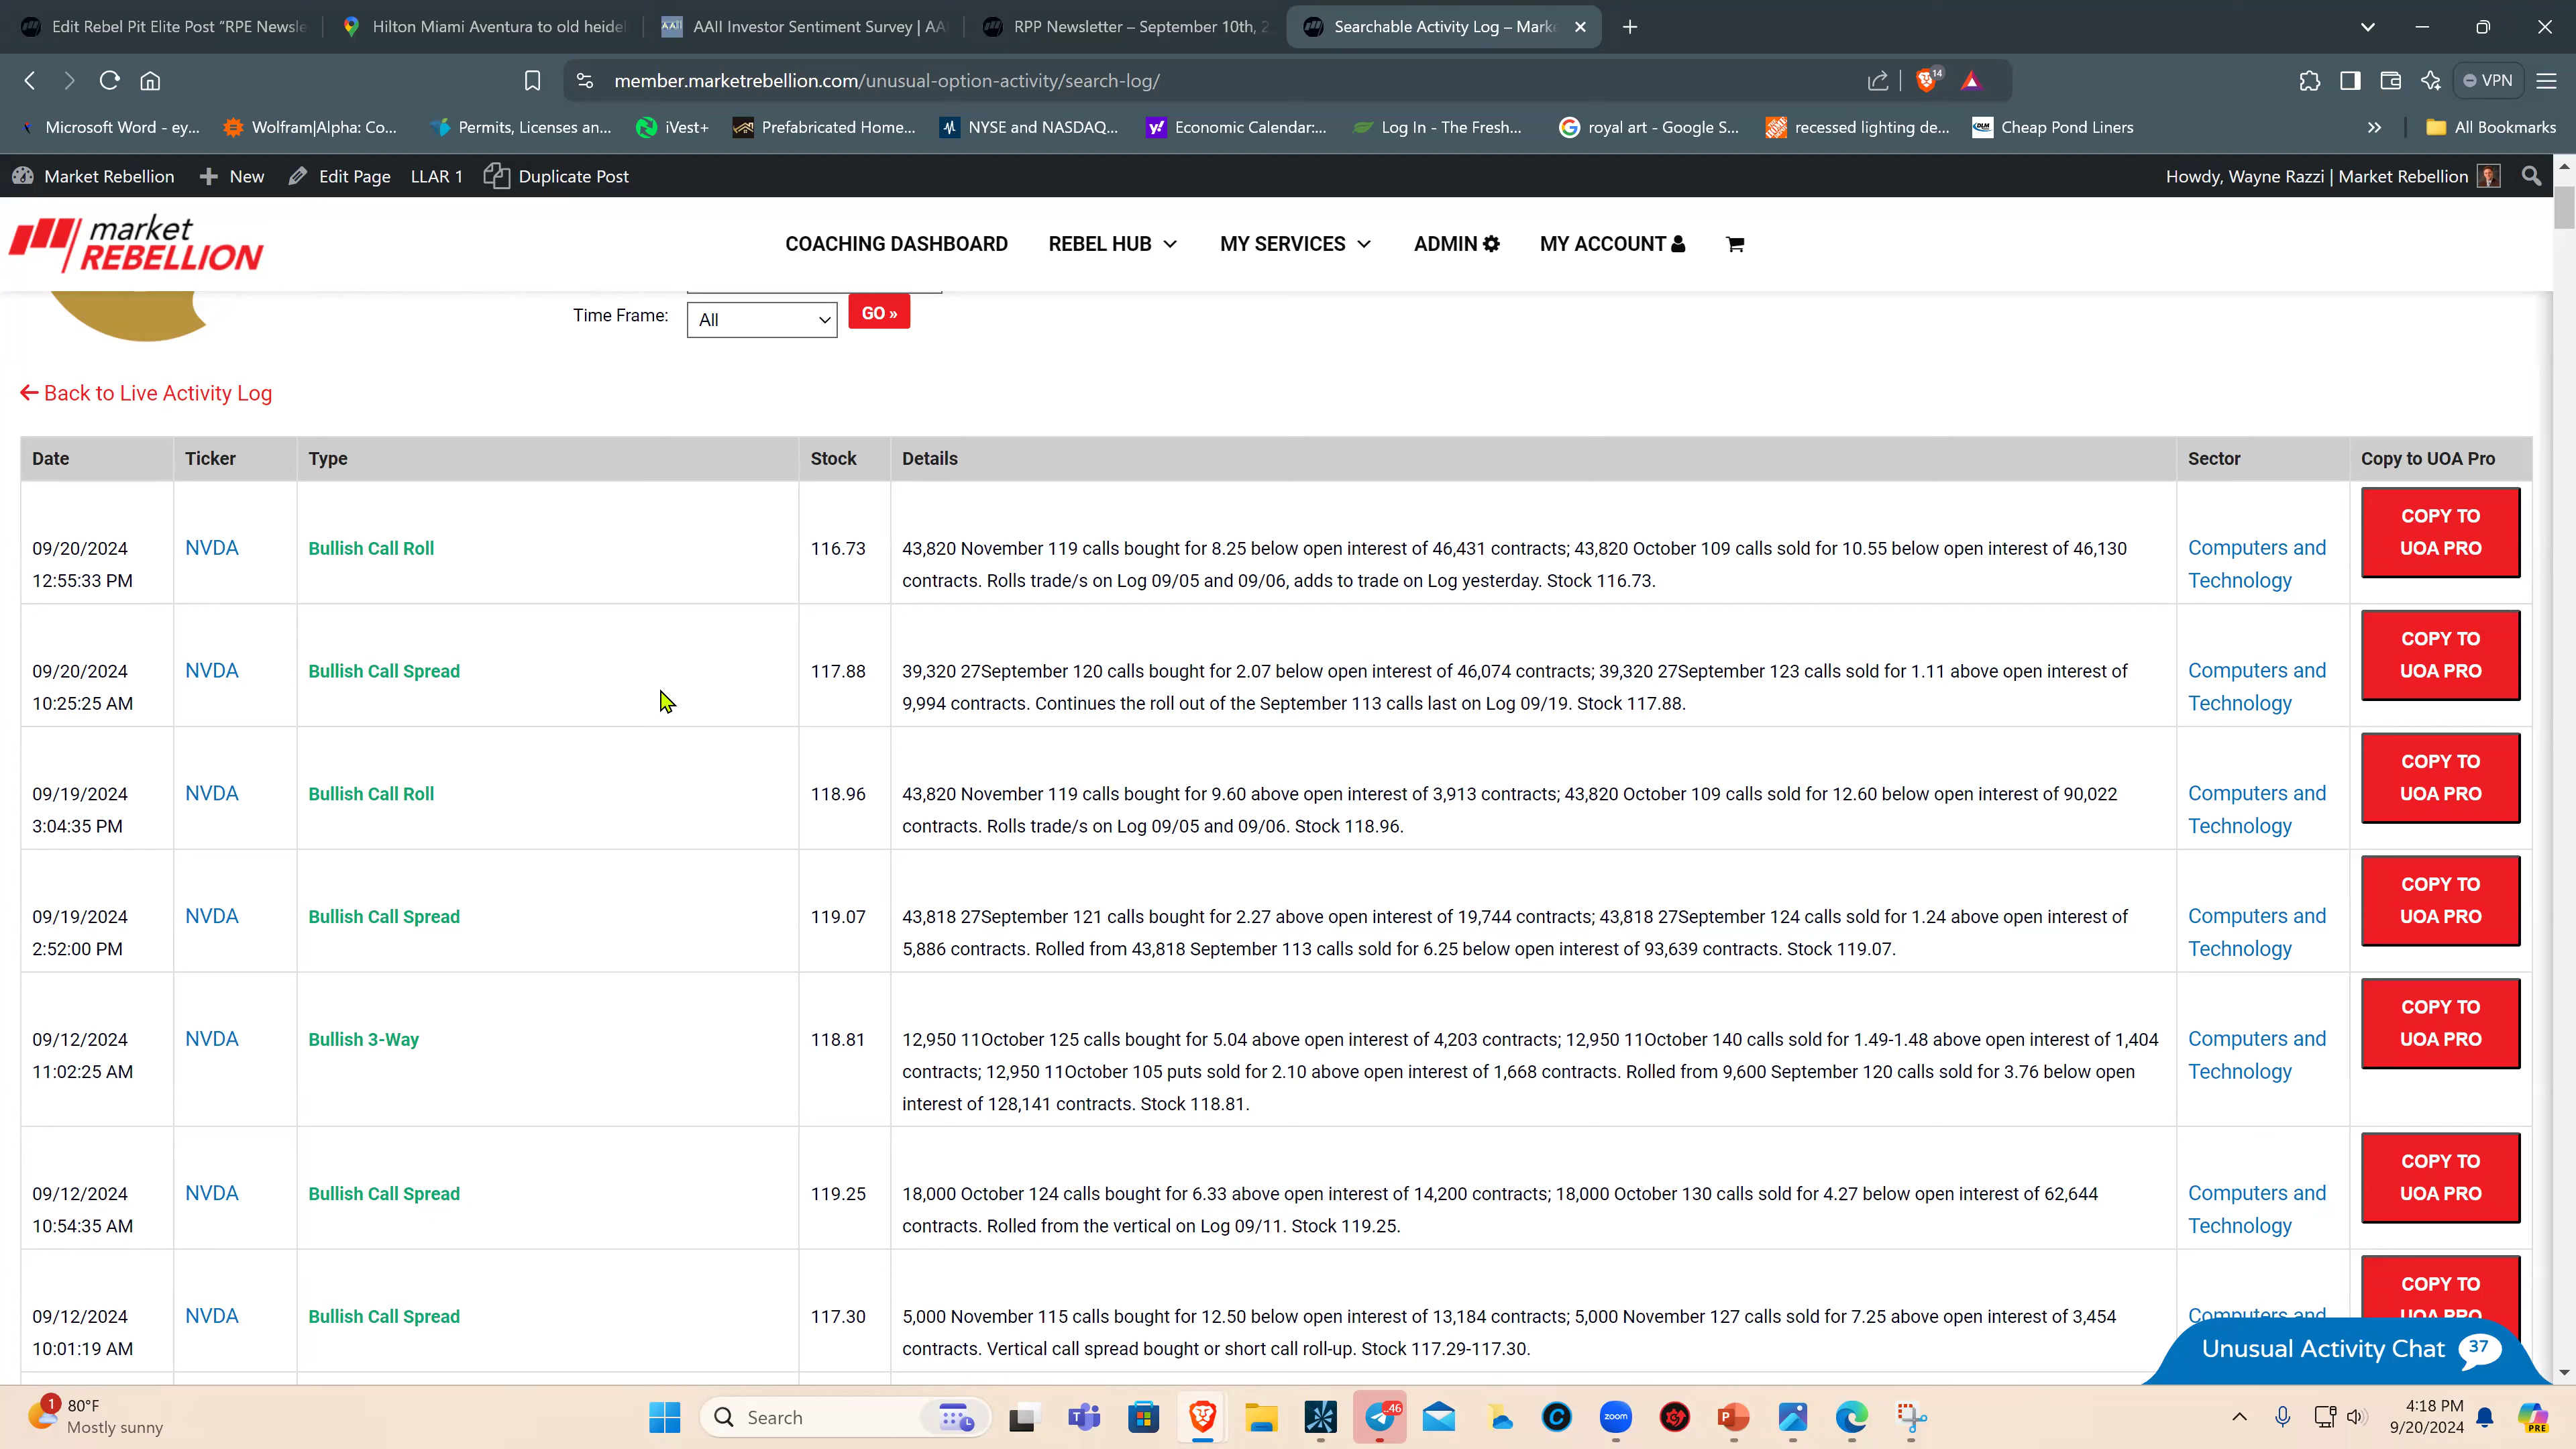 Edit Rebel Pit Elite Post “RPE Newsle
Hilton Miami Aventura to old heidel
AAII Investor Sentiment Survey | AA
RPP Newsletter – September 10th, 2
Searchable Activity Log – Marke
member.marketrebellion.com/unusual-option-activity/search-log/
14
VPN
Microsoft Word - ey...
Wolfram|Alpha: Co...
Permits, Licenses an...
iVest+
Prefabricated Home...
NYSE and NASDAQ...
Economic Calendar:...
Log In - The Fresh...
royal art - Google S...
recessed lighting de...
Cheap Pond Liners
All Bookmarks
Market Rebellion
New
Edit Page
LLAR 1
Duplicate Post
Howdy, Wayne Razzi | Market Rebellion
market
REBELLION
COACHING DASHBOARD
REBEL HUB
MY SERVICES
ADMIN
MY ACCOUNT
Time Frame:
All
GO »
Back to Live Activity Log
Date Ticker Type Stock Details Sector Copy to UOA Pro
09/20/2024
12:55:33 PM
NVDA
Bullish Call Roll
116.73
43,820 November 119 calls bought for 8.25 below open interest of 46,431 contracts; 43,820 October 109 calls sold for 10.55 below open interest of 46,130
contracts. Rolls trade/s on Log 09/05 and 09/06, adds to trade on Log yesterday. Stock 116.73.
Computers and
Technology
COPY TO
UOA PRO
09/20/2024
10:25:25 AM
NVDA
Bullish Call Spread
117.88
39,320 27September 120 calls bought for 2.07 below open interest of 46,074 contracts; 39,320 27September 123 calls sold for 1.11 above open interest of
9,994 contracts. Continues the roll out of the September 113 calls last on Log 09/19. Stock 117.88.
Computers and
Technology
COPY TO
UOA PRO
09/19/2024
3:04:35 PM
NVDA
Bullish Call Roll
118.96
43,820 November 119 calls bought for 9.60 above open interest of 3,913 contracts; 43,820 October 109 calls sold for 12.60 below open interest of 90,022
contracts. Rolls trade/s on Log 09/05 and 09/06. Stock 118.96.
Computers and
Technology
COPY TO
UOA PRO
09/19/2024
2:52:00 PM
NVDA
Bullish Call Spread
119.07
43,818 27September 121 calls bought for 2.27 above open interest of 19,744 contracts; 43,818 27September 124 calls sold for 1.24 above open interest of
5,886 contracts. Rolled from 43,818 September 113 calls sold for 6.25 below open interest of 93,639 contracts. Stock 119.07.
Computers and
Technology
COPY TO
UOA PRO
09/12/2024
11:02:25 AM
NVDA
Bullish 3-Way
118.81
12,950 11October 125 calls bought for 5.04 above open interest of 4,203 contracts; 12,950 11October 140 calls sold for 1.49-1.48 above open interest of 1,404
contracts; 12,950 11October 105 puts sold for 2.10 above open interest of 1,668 contracts. Rolled from 9,600 September 120 calls sold for 3.76 below open
interest of 128,141 contracts. Stock 118.81.
Computers and
Technology
COPY TO
UOA PRO
09/12/2024
10:54:35 AM
NVDA
Bullish Call Spread
119.25
18,000 October 124 calls bought for 6.33 above open interest of 14,200 contracts; 18,000 October 130 calls sold for 4.27 below open interest of 62,644
contracts. Rolled from the vertical on Log 09/11. Stock 119.25.
Computers and
Technology
COPY TO
UOA PRO
09/12/2024
10:01:19 AM
NVDA
Bullish Call Spread
117.30
5,000 November 115 calls bought for 12.50 below open interest of 13,184 contracts; 5,000 November 127 calls sold for 7.25 above open interest of 3,454
contracts. Vertical call spread bought or short call roll-up. Stock 117.29-117.30.
Computers and
COPY TO
UOA PRO
Unusual Activity Chat 37
1
80°F
Mostly sunny
Search
.46
zoom
4:18 PM
9/20/2024
PRE